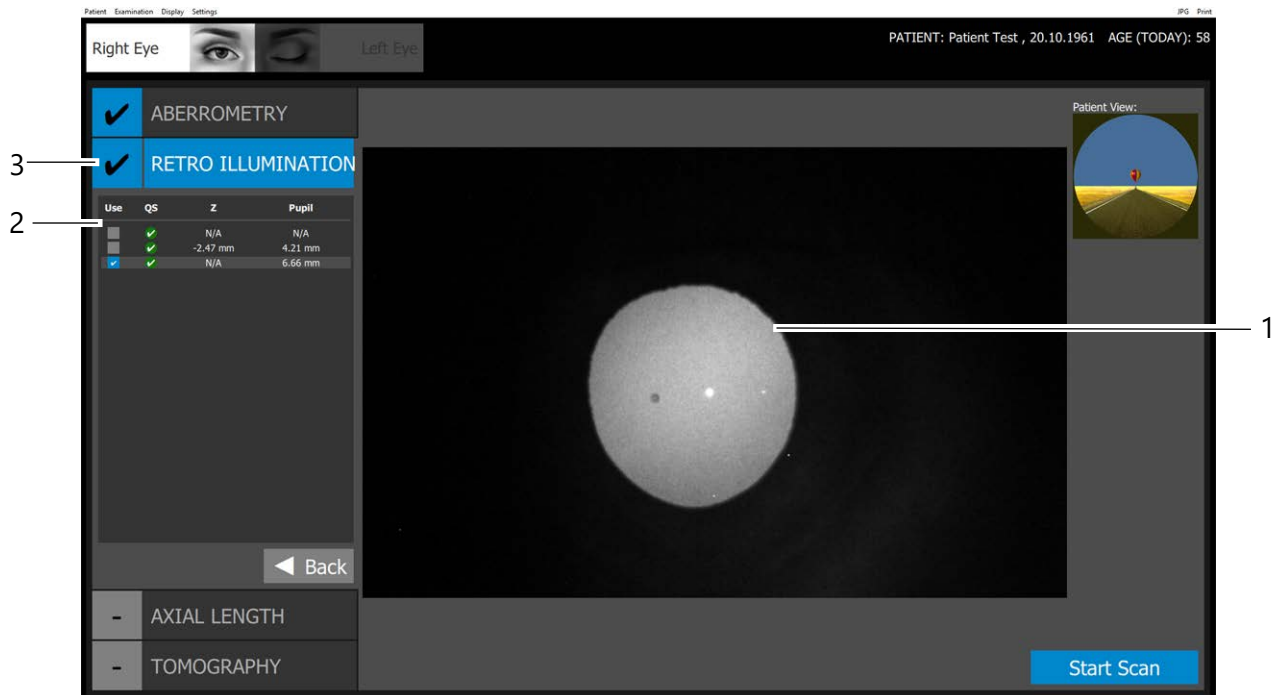 Patient Examination Display Settings JPG Print
Right Eye Left Eye PATIENT: Patient Test , 20.10.1961 AGE (TODAY): 58
ABERROMETRY
Patient View:
3 RETRO ILLUMINATION
Use QS Z Pupil
2
N/A N/A
-2.47 mm 4.21 mm
N/A 6.66 mm
1
Back
- AXIAL LENGTH
- TOMOGRAPHY
Start Scan